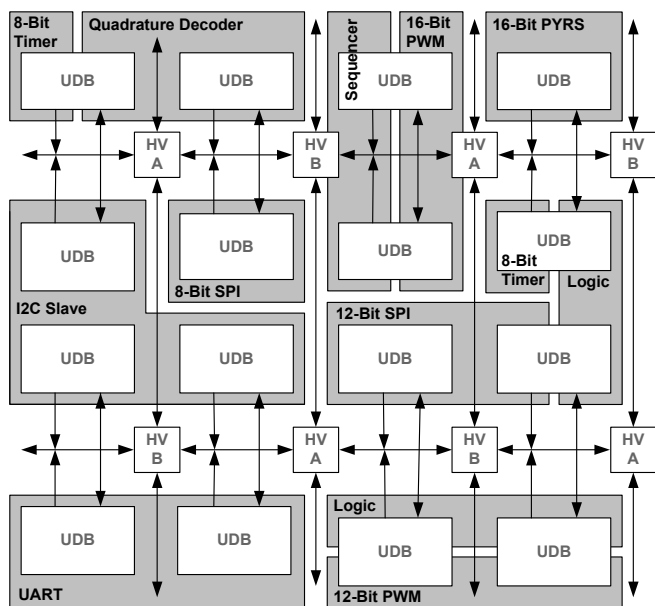 8-Bit
Timer
Quadrature Decoder
Sequencer
16-Bit
PWM
16-Bit PYRS
UDB
UDB
UDB
UDB
HV
A
HV
B
HV
A
HV
B
UDB
UDB
UDB
UDB
8-Bit
Timer
Logic
8-Bit SPI
I2C Slave
12-Bit SPI
UDB
UDB
UDB
UDB
HV
B
HV
A
HV
B
HV
A
Logic
UDB
UDB
UDB
UDB
UART
12-Bit PWM